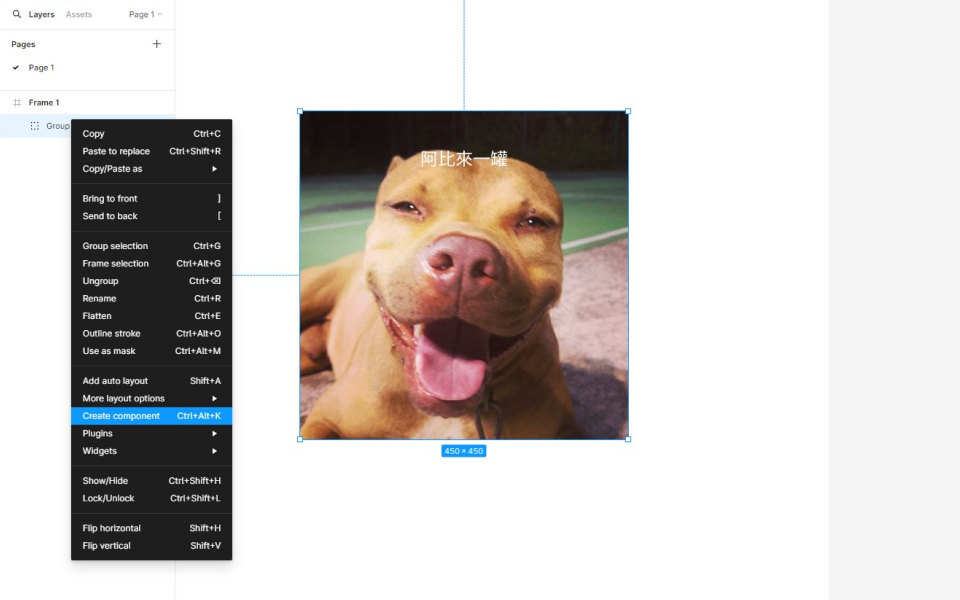 Layers Assets Page 1
Pages
Page 1
Frame 1
Group
Copy Ctrl+C
Paste to replace Ctrl+Shift+R
Copy/Paste as
Bring to front ]
Send to back [
Group selection Ctrl+G
Frame selection Ctrl+Alt+G
Ungroup Ctrl+⌫
Rename Ctrl+R
Flatten Ctrl+E
Outline stroke Ctrl+Alt+O
Use as mask Ctrl+Alt+M
Add auto layout Shift+A
More layout options
Create component Ctrl+Alt+K
Plugins
Widgets
Show/Hide Ctrl+Shift+H
Lock/Unlock Ctrl+Shift+L
Flip horizontal Shift+H
Flip vertical Shift+V
阿比來一罐
450 × 450